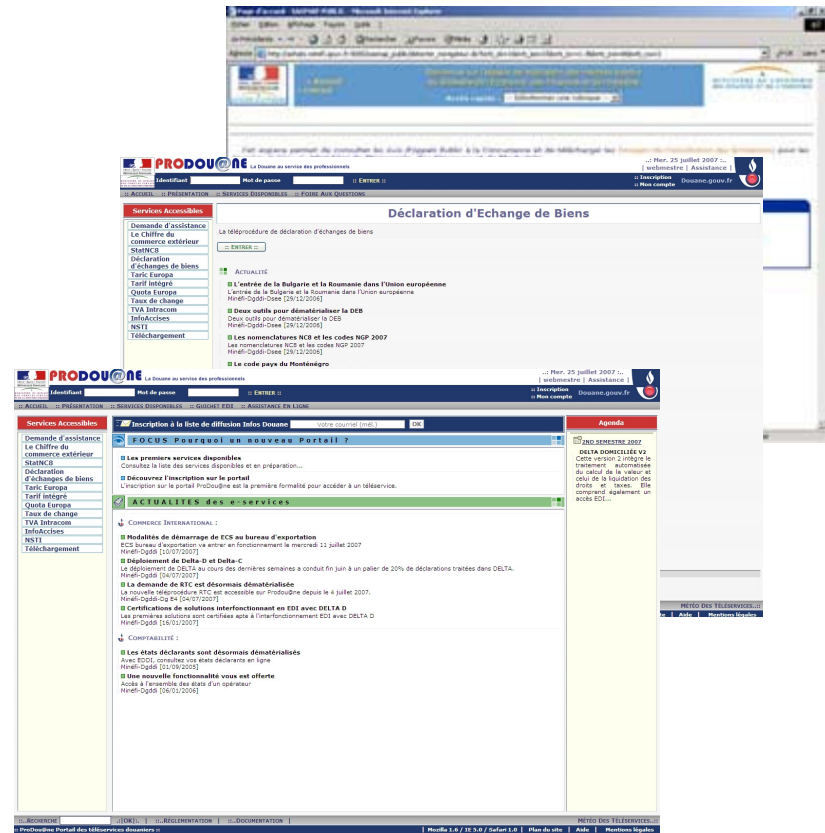 Page d'accueil
PRODOU@NE La Douane au service des professionnels
..: Mer. 25 juillet 2007 :..
| webmestre | Assistance |
Identifiant Mot de passe :: ENTRER ::
:: Inscription
:: Mon compte
Douane.gouv.fr
:: ACCUEIL :: PRÉSENTATION :: SERVICES DISPONIBLES :: FOIRE AUX QUESTIONS
Services Accessibles
Demande d'assistance
Le Chiffre du
commerce extérieur
StatNC8
Déclaration
d'échanges de biens
Taric Europa
Tarif intégré
Quota Europa
Taux de change
TVA Intracom
InfoAccises
NSTI
Téléchargement
Déclaration d'Echange de Biens
La téléprocédure de déclaration d'échanges de biens
:: ENTRER ::
ACTUALITÉ
L'entrée de la Bulgarie et la Roumanie dans l'Union européenne
L'entrée de la Bulgarie et la Roumanie dans l'Union européenne
Minéfi-Dgddi-Dsee [29/12/2006]
Deux outils pour dématérialiser la DEB
Deux outils pour dématérialiser la DEB
Minéfi-Dgddi-Dsee [29/12/2006]
Les nomenclatures NC8 et les codes NGP 2007
Les nomenclatures NC8 et les codes NGP 2007
Minéfi-Dgddi-Dsee [29/12/2006]
Le code pays du Monténégro
MÉTÉO DES TÉLÉSERVICES..::
| Aide | Mentions légales
PRODOU@NE La Douane au service des professionnels
..: Mer. 25 juillet 2007 :..
| webmestre | Assistance |
Identifiant Mot de passe :: ENTRER ::
:: Inscription
:: Mon compte
Douane.gouv.fr
:: ACCUEIL :: PRÉSENTATION :: SERVICES DISPONIBLES :: GUICHET EDI :: ASSISTANCE EN LIGNE
Services Accessibles
Demande d'assistance
Le Chiffre du
commerce extérieur
StatNC8
Déclaration
d'échanges de biens
Taric Europa
Tarif intégré
Quota Europa
Taux de change
TVA Intracom
InfoAccises
NSTI
Téléchargement
Inscription à la liste de diffusion Infos Douane Votre courriel (mél.) OK
FOCUS Pourquoi un nouveau Portail ?
Les premiers services disponibles
Consultez la liste des services disponibles et en préparation...
Découvrez l'inscription sur le portail
L'inscription sur le portail ProDou@ne est la première formalité pour accéder à un téléservice.
ACTUALITES des e-services
COMMERCE INTERNATIONAL :
Modalités de démarrage de ECS au bureau d'exportation
ECS bureau d'exportation va entrer en fonctionnement le mercredi 11 juillet 2007
Minéfi-Dgddi [10/07/2007]
Déploiement de Delta-D et Delta-C
Le déploiement de DELTA au cours des dernières semaines a conduit fin juin à un palier de 20% de déclarations traitées dans DELTA.
Minéfi-Dgddi [04/07/2007]
La demande de RTC est désormais dématérialisée
La nouvelle téléprocédure RTC est accessible sur Prodou@ne depuis le 4 juillet 2007.
Minéfi-Dgddi-Dg E4 [04/07/2007]
Certifications de solutions interfonctionnant en EDI avec DELTA D
Les premières solutions sont certifiées apte à l'interfonctionnement EDI avec DELTA D
Minéfi-Dgddi [16/01/2007]
COMPTABILITÉ :
Les états déclarants sont désormais dématérialisés
Avec EDDI, consultez vos états déclarants en ligne
Minéfi-Dgddi [01/09/2005]
Une nouvelle fonctionnalité vous est offerte
Accès à l'ensemble des états d'un opérateur
Minéfi-Dgddi [06/01/2006]
Agenda
2ND SEMESTRE 2007
DELTA DOMICILIÉE V2
Cette version 2 intègre le
traitement automatisée
du calcul de la valeur et
celui de la liquidation des
droits et taxes. Elle
comprend également un
accès EDI...
::..RECHERCHE .:[OK]:. | ::..RÉGLEMENTATION | ::..DOCUMENTATION | MÉTÉO DES TÉLÉSERVICES..::
:: ProDou@ne Portail des téléservices douaniers :: | Mozilla 1.6 / IE 5.0 / Safari 1.0 | Plan du site | Aide | Mentions légales